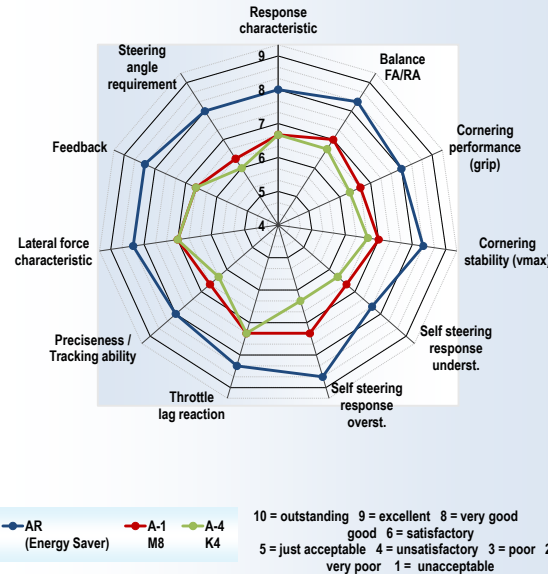 Response
characteristic
Balance
FA/RA
Cornering
performance
(grip)
Cornering
stability (vmax)
Self steering
response
underst.
Self steering
response
overst.
Throttle
lag reaction
Preciseness /
Tracking ability
Lateral force
characteristic
Feedback
Steering
angle
requirement
9
8
7
6
5
4
AR
(Energy Saver)
A-1
M8
A-4
K4
10 = outstanding 9 = excellent 8 = very good
good 6 = satisfactory
5 = just acceptable 4 = unsatisfactory 3 = poor 2
very poor 1 = unacceptable